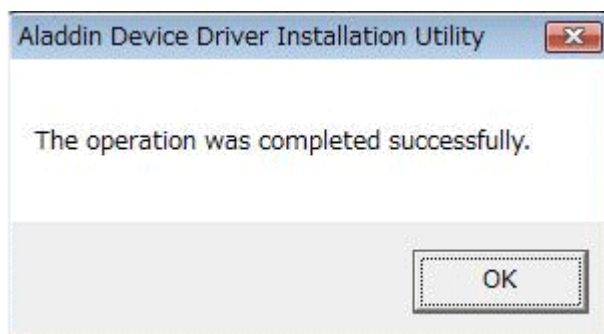 Aladdin Device Driver Installation Utility
The operation was completed successfully.
OK